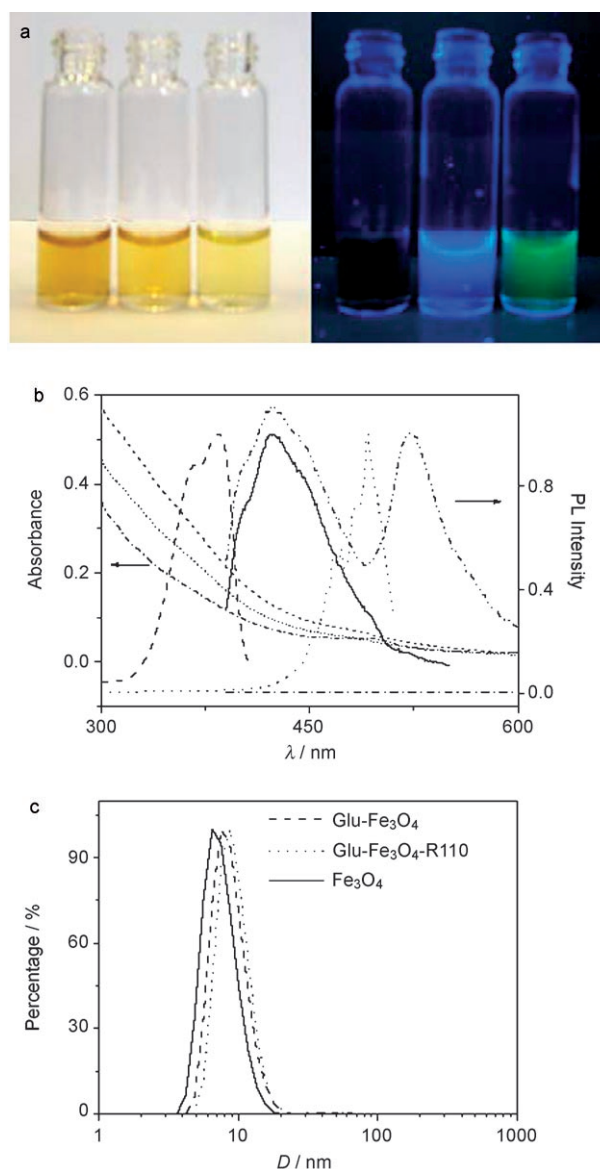 a
b
0.6
0.4
0.2
0.0
Absorbance
0.8
0.4
0.0
PL Intensity
300
450
600
λ / nm
c
Glu-Fe₃O₄
Glu-Fe₃O₄-R110
Fe₃O₄
90
60
30
0
Percentage / %
1
10
100
1000
D / nm